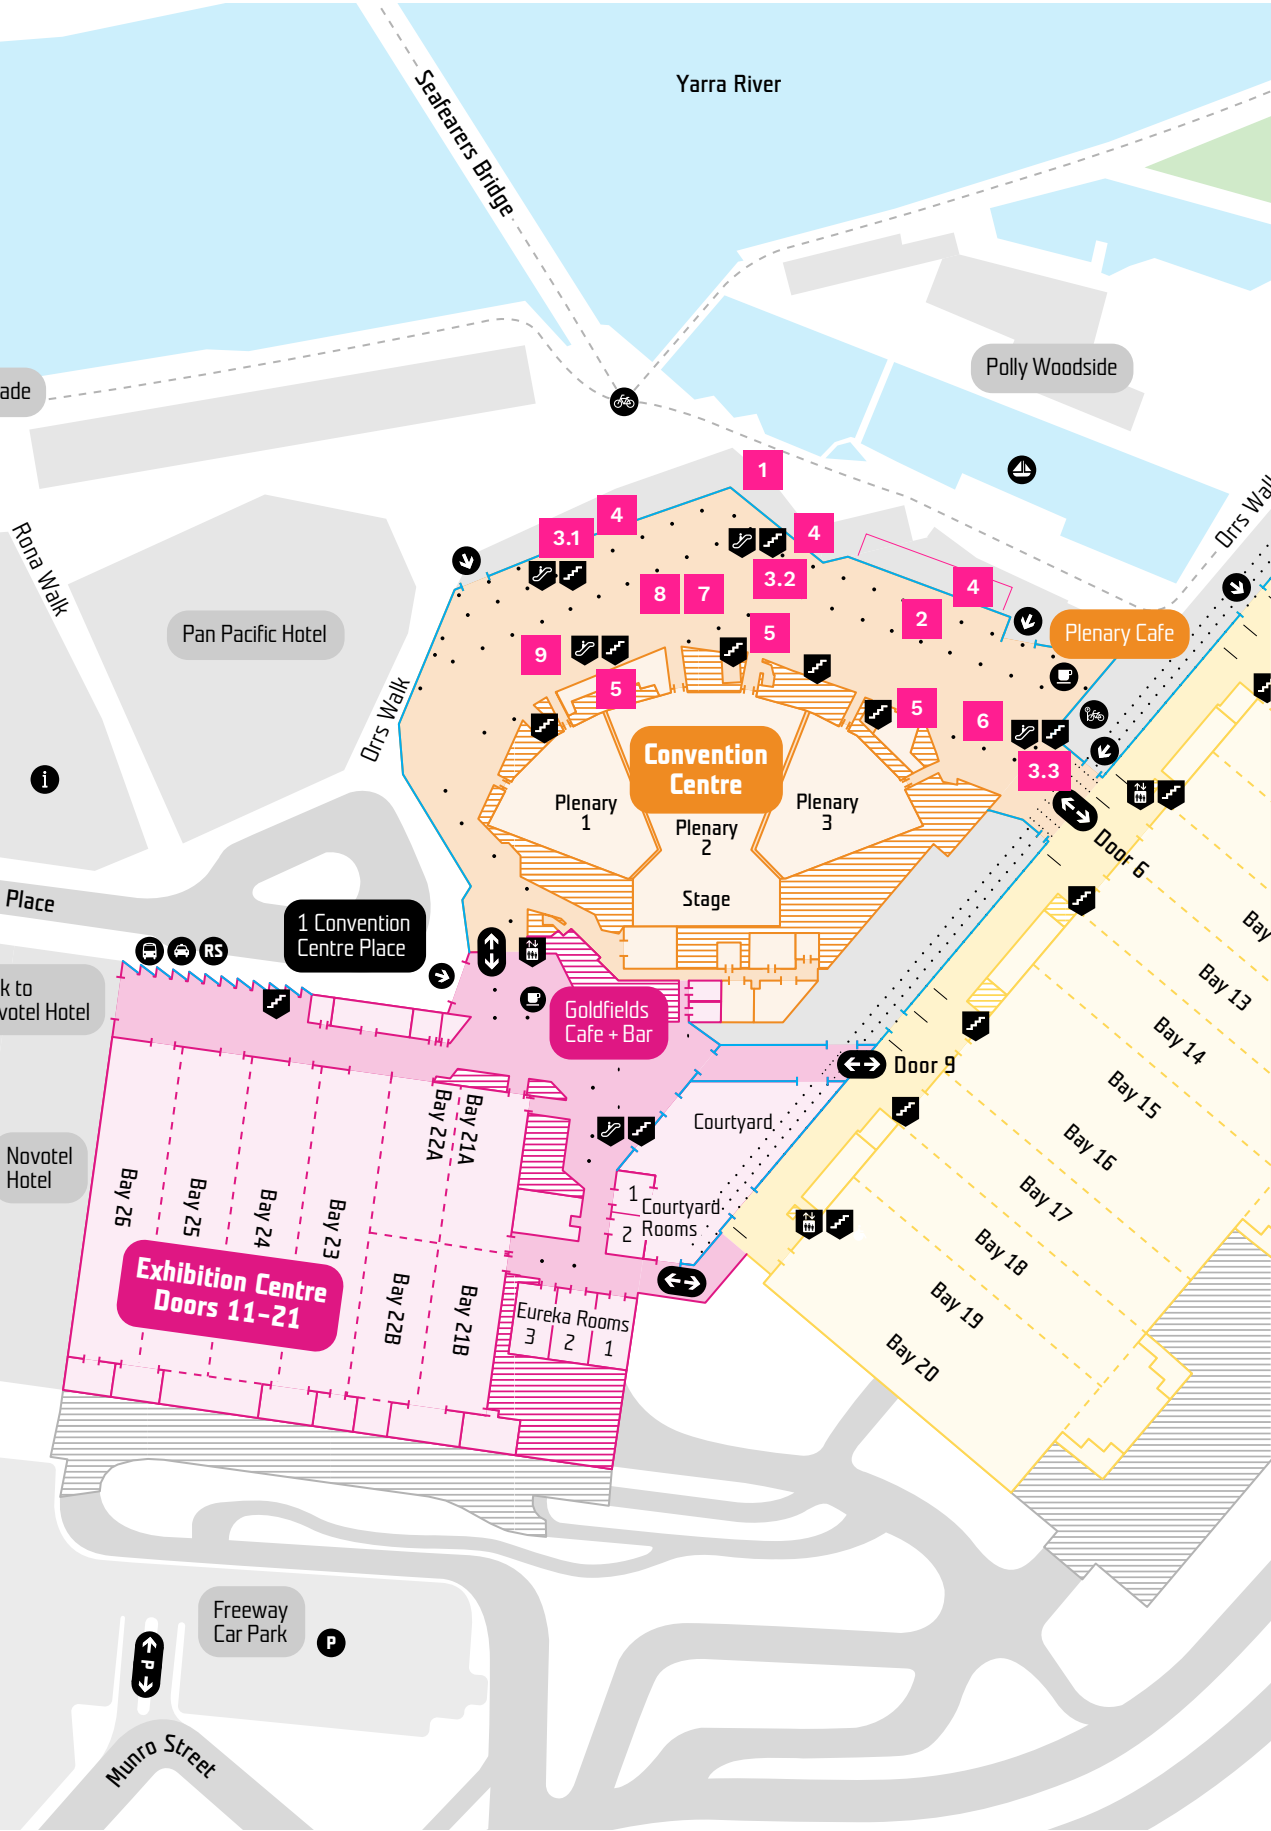 Yarra River
Seafearers Bridge
Polly Woodside
ade
Orrs Walk
1
4
3.1
4
3.2
4
8
7
2
5
9
5
5
6
3.3
Rona Walk
Pan Pacific Hotel
Orrs Walk
Plenary Cafe
i
Convention
Centre
Plenary
1
Plenary
2
Plenary
3
Stage
Door 6
Place
1 Convention
Centre Place
RS
k to
votel Hotel
Goldfields
Cafe + Bar
Door 9
Bay
Bay 13
Bay 14
Bay 15
Bay 16
Bay 17
Bay 18
Bay 19
Bay 20
Courtyard
1
2
Courtyard
Rooms
Novotel
Hotel
Bay 26
Bay 25
Bay 24
Bay 23
Bay 22A
Bay 21A
Bay 22B
Bay 21B
Exhibition Centre
Doors 11-21
Eureka Rooms
3
2
1
Freeway
Car Park
P
P
Munro Street